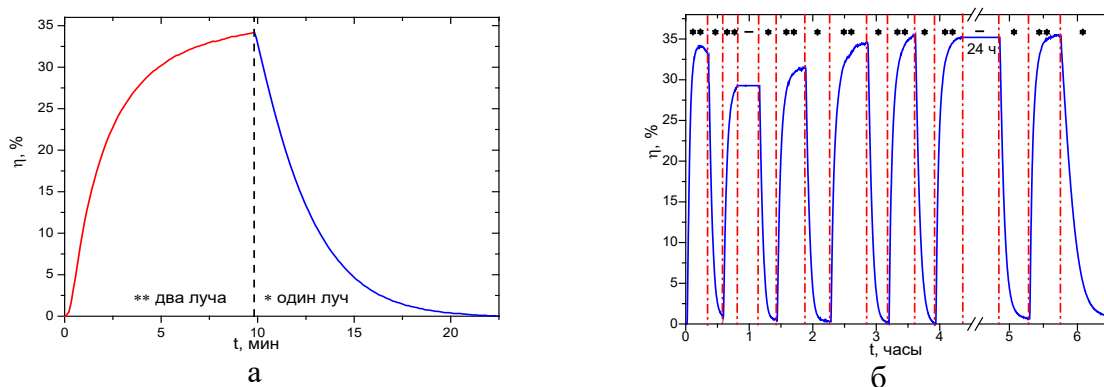 35
30
25
20
15
10
5
0
η, %
** два луча
* один луч
0 5 10 15 20
t, мин
а
35
30
25
20
15
10
5
0
η, %
** * ** – * ** * ** * ** * ** – * ** *
24 ч
0 1 2 3 4 5 6
t, часы
б